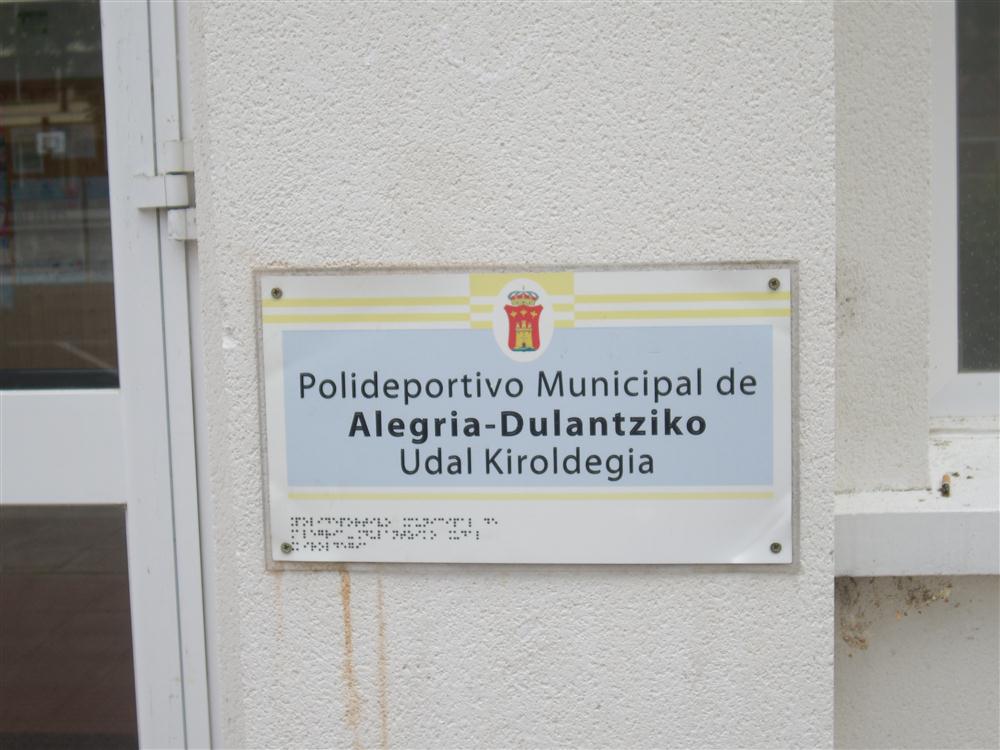 Polideportivo Municipal de
Alegria-Dulantziko
Udal Kiroldegia